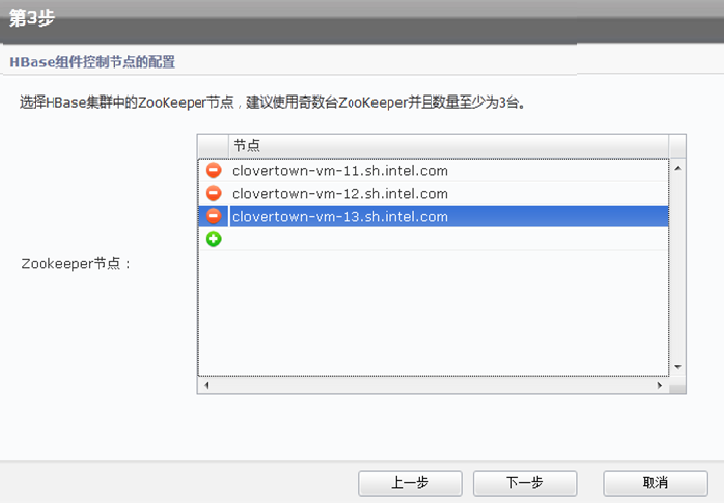 第3步
HBase组件控制节点的配置
选择HBase集群中的ZooKeeper节点，建议使用奇数台ZooKeeper并且数量至少为3台。
节点
clovertown-vm-11.sh.intel.com
clovertown-vm-12.sh.intel.com
clovertown-vm-13.sh.intel.com
Zookeeper节点：
上一步 下一步 取消